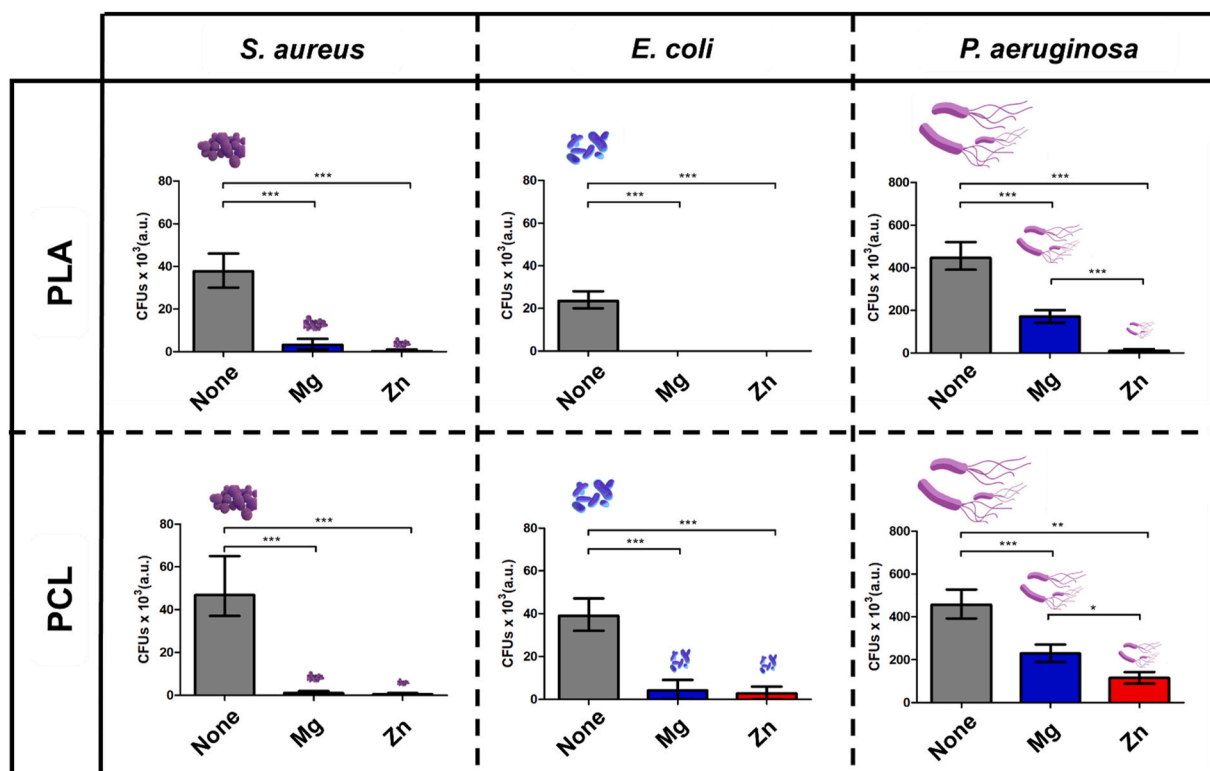 S. aureus
E. coli
P. aeruginosa
PLA
CFUs x 10³(a.u.)
80
60
40
20
0
***
***
None
Mg
Zn
CFUs x 10³(a.u.)
80
60
40
20
0
***
***
None
Mg
Zn
CFUs x 10³(a.u.)
800
600
400
200
0
***
***
***
None
Mg
Zn
PCL
CFUs x 10³(a.u.)
80
60
40
20
0
***
***
None
Mg
Zn
CFUs x 10³(a.u.)
80
60
40
20
0
***
***
None
Mg
Zn
CFUs x 10³(a.u.)
800
600
400
200
0
**
***
*
None
Mg
Zn